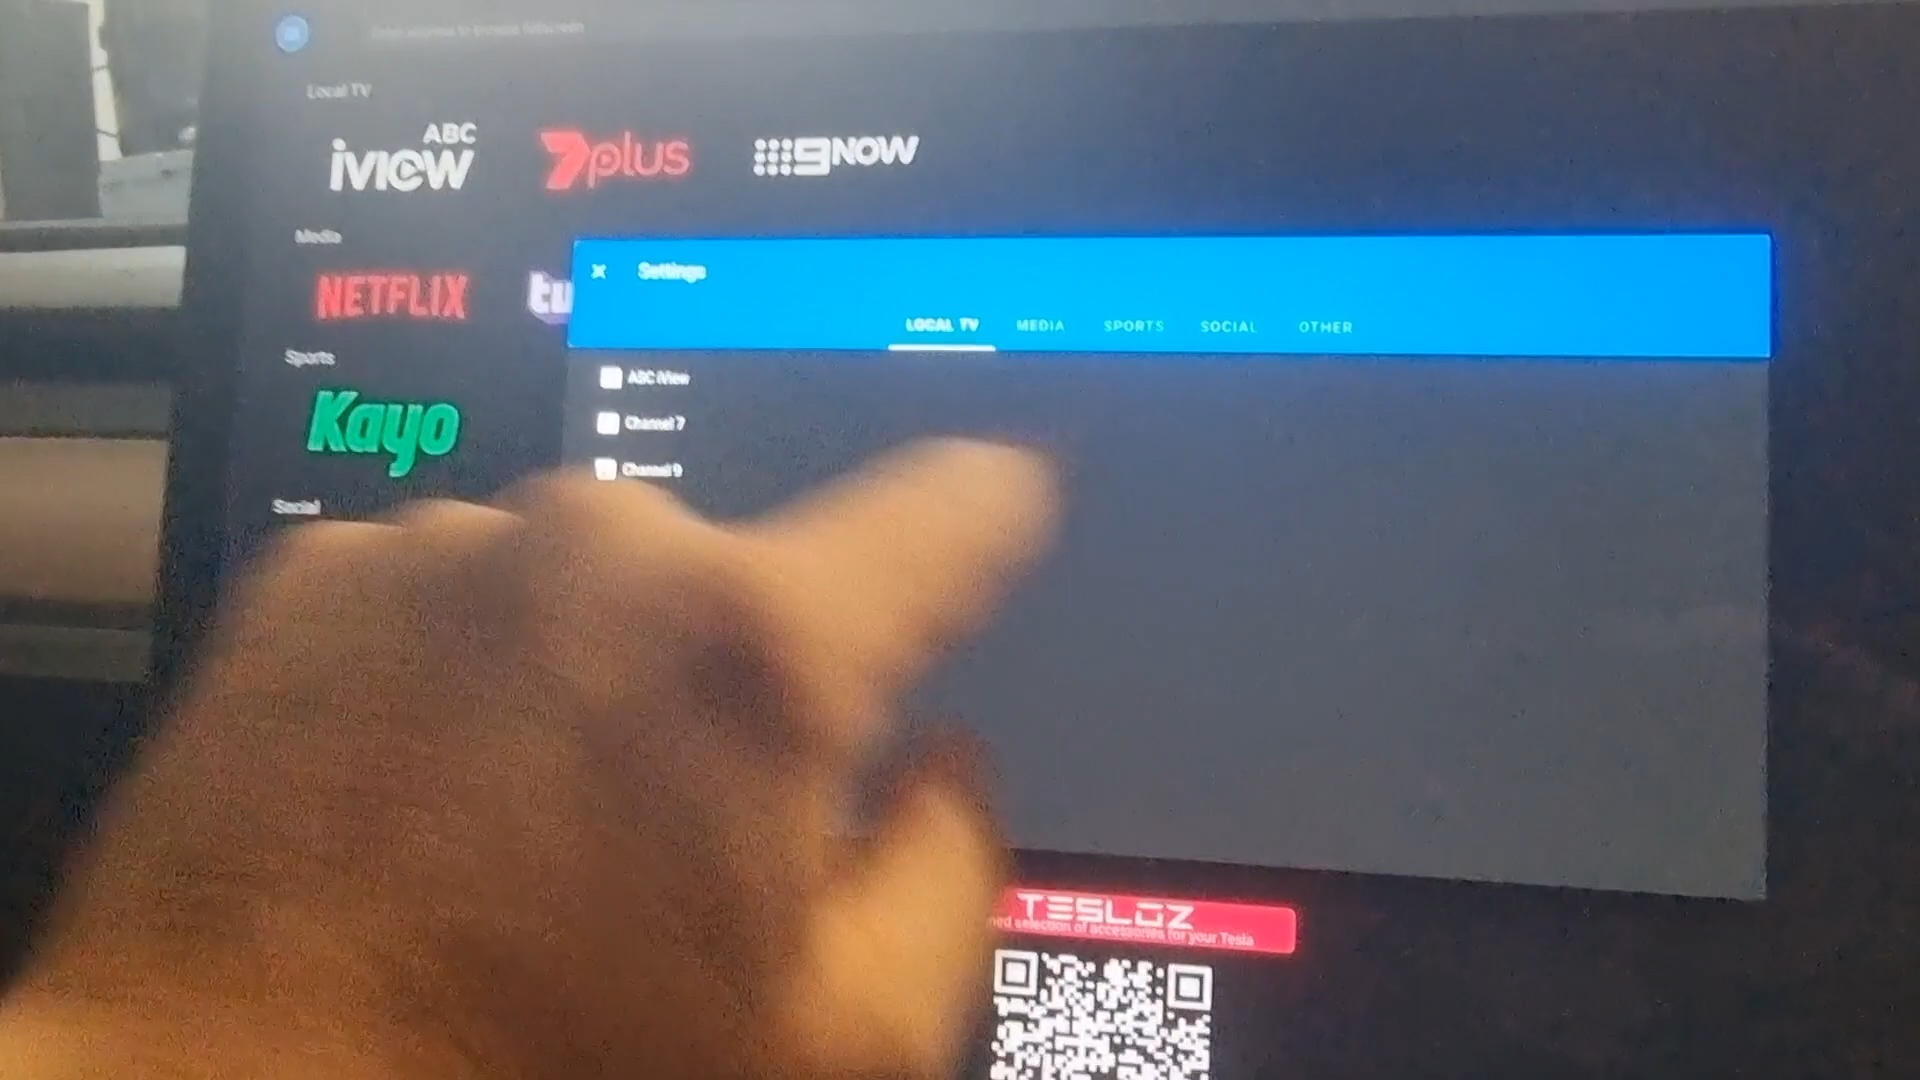 Local TV
ABC
iview
7plus
9NOW
Media
NETFLIX
tu
Settings
LOCAL TV MEDIA SPORTS SOCIAL OTHER
Sports
Kayo
ABC iView
Channel 7
Channel 9
Social
TESLOZ
selection of accessories for your Tesla